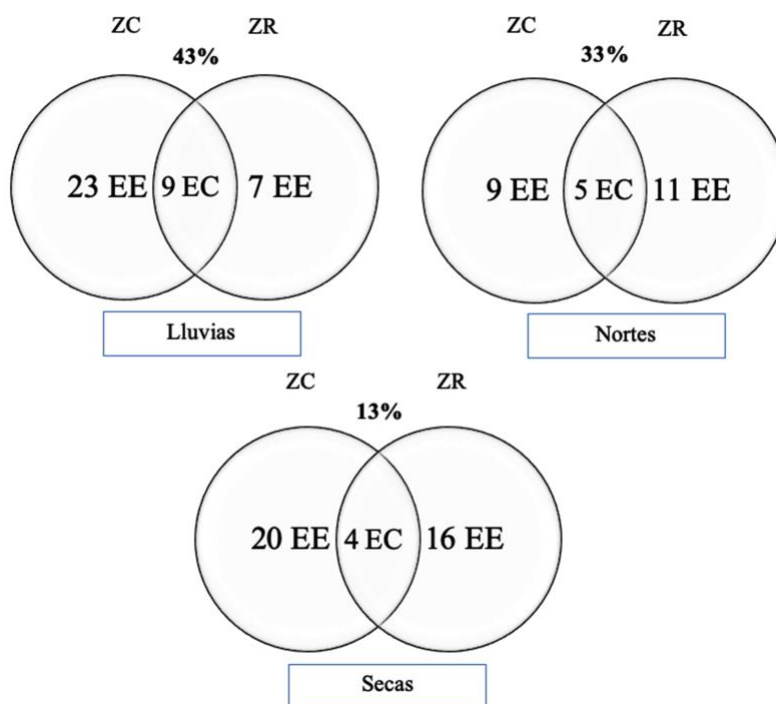 ZC ZR
43%
23 EE 9 EC 7 EE
Lluvias
ZC ZR
33%
9 EE 5 EC 11 EE
Nortes
ZC ZR
13%
20 EE 4 EC 16 EE
Secas